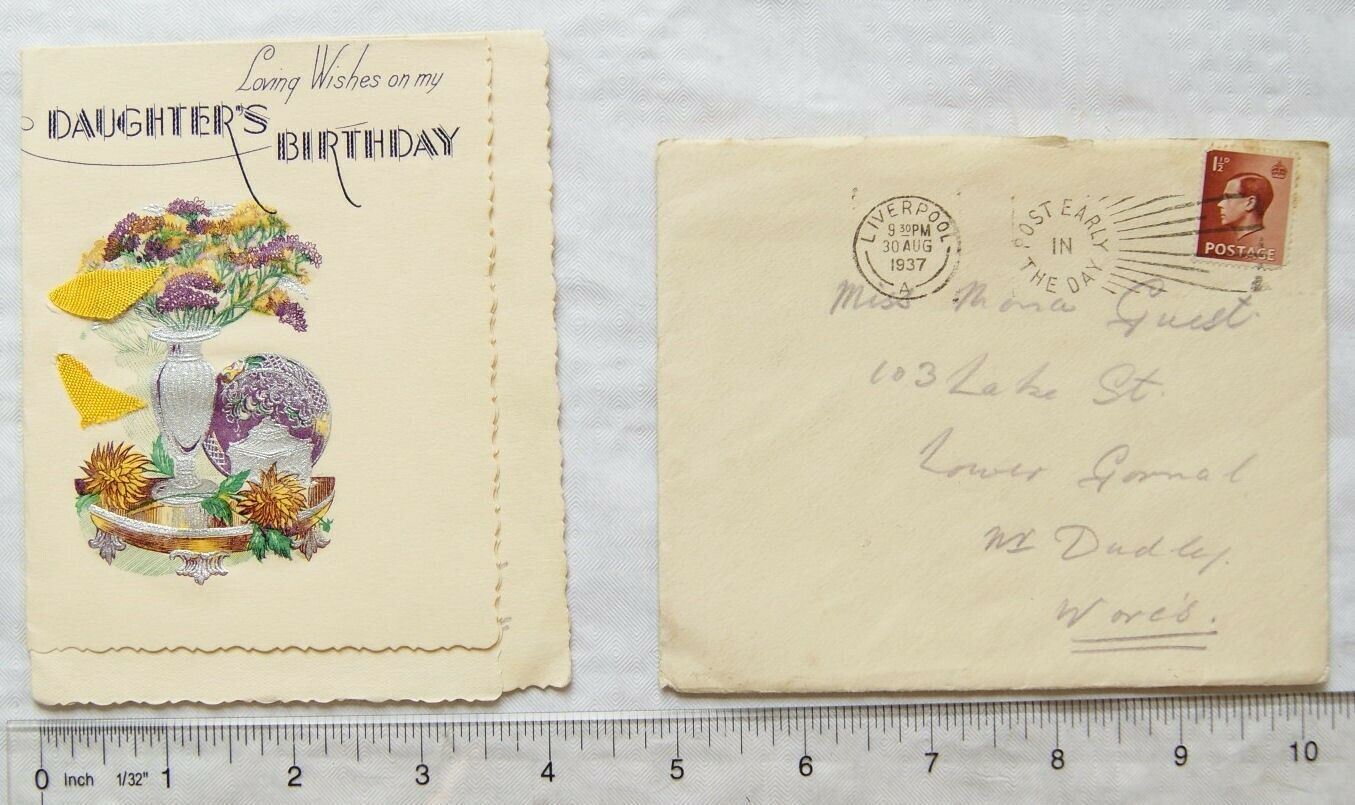 Loving Wishes on my
DAUGHTER'S
BIRTHDAY
LIVERPOOL
9 30 PM
30 AUG
1937
A
POST EARLY
IN
THE DAY
1½D
POSTAGE
Miss Mona Guest
103 Lake St.
Lower Gornal
Nr Dudley.
Worcs.
0 Inch 1/32" 1 2 3 4 5 6 7 8 9 10